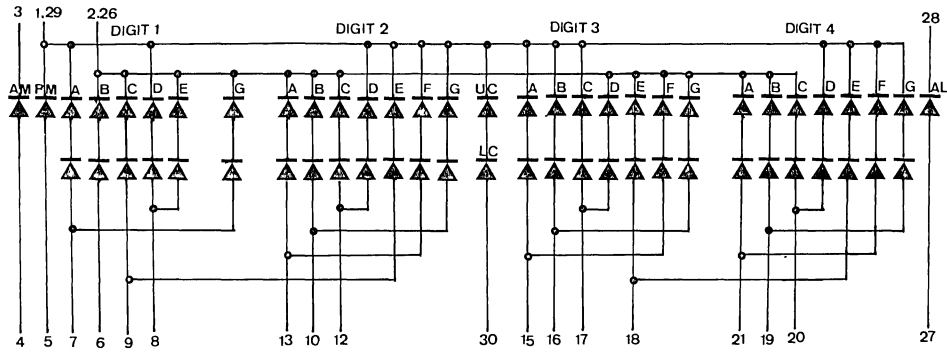 3 1.29 2.26 28
DIGIT 1 DIGIT 2 DIGIT 3 DIGIT 4
AM PM A B C D E G A B C D E F G UC A B C D E F G A B C D E F G AL
LC
4 5 7 6 9 8 13 10 12 30 15 16 17 18 21 19 20 27